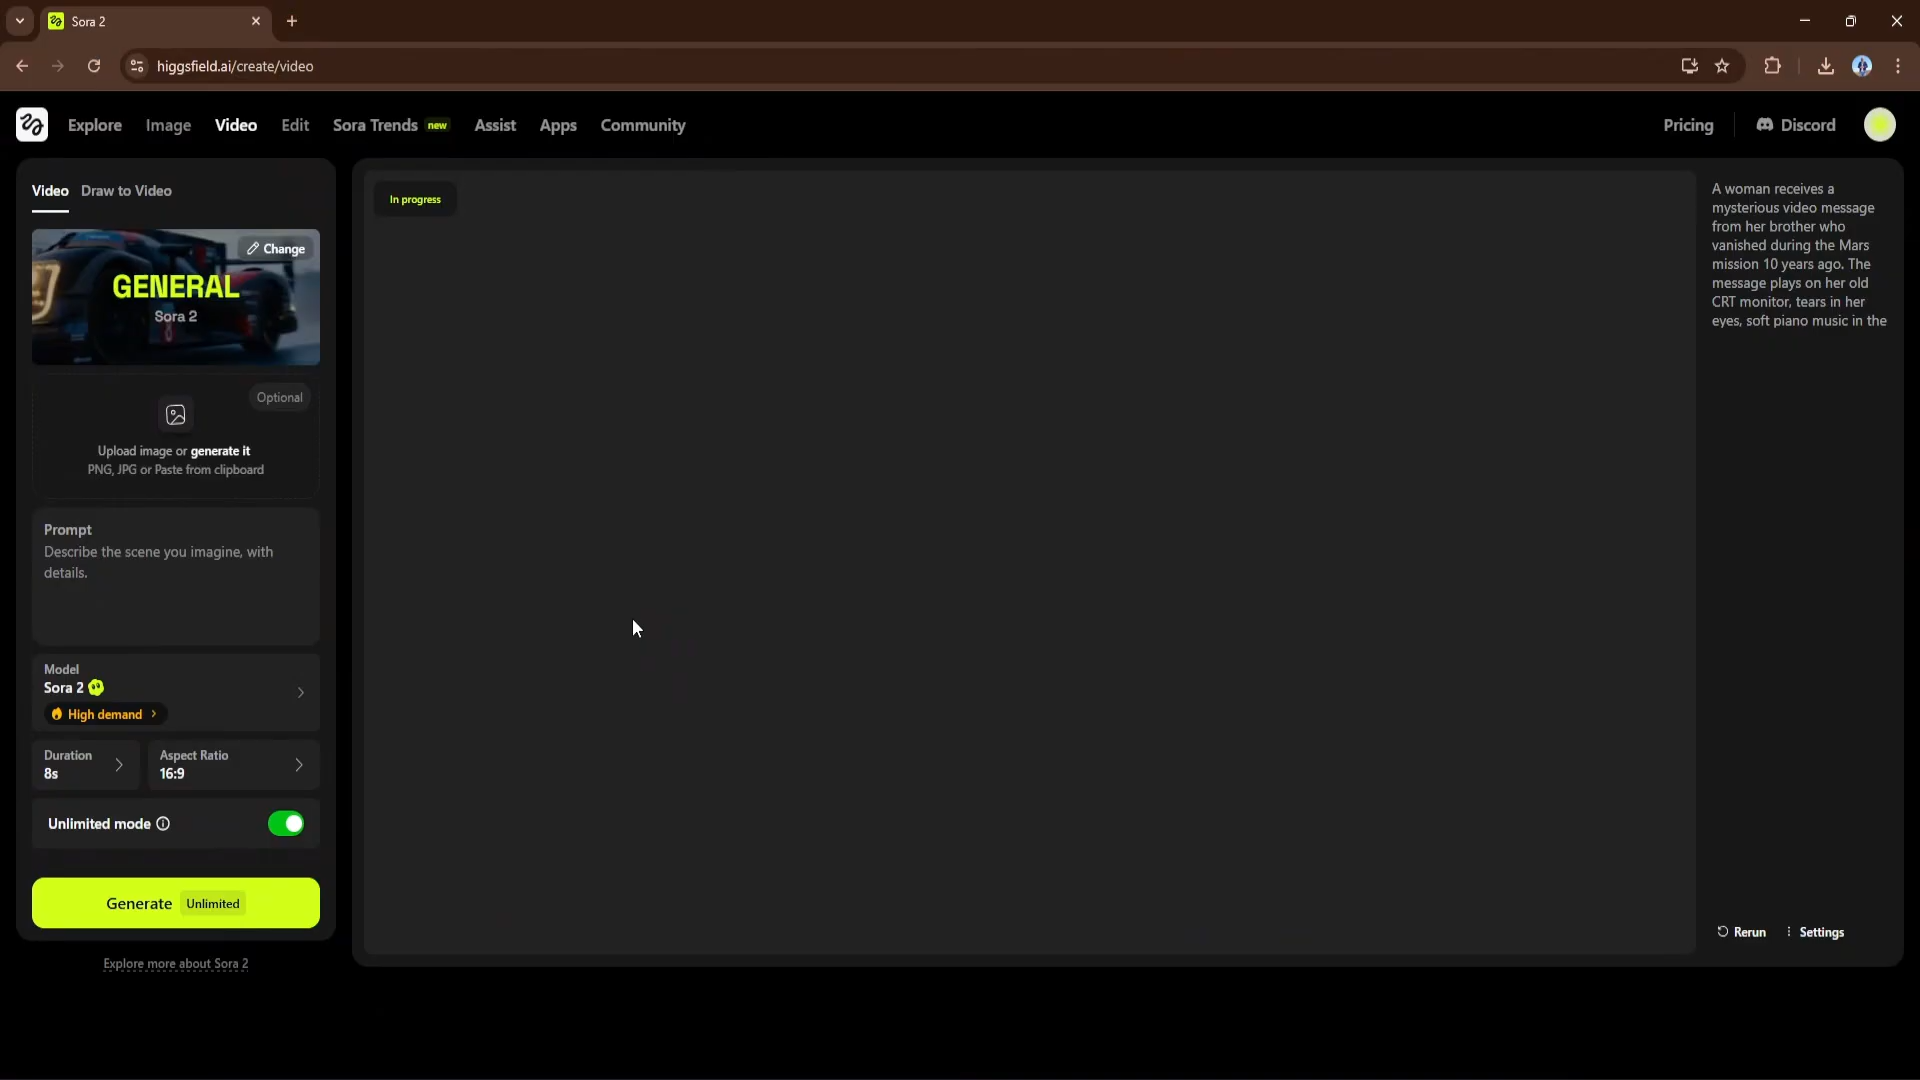 Sora 2
higgsfield.ai/create/video
Explore
Image
Video
Edit
Sora Trends new
Assist
Apps
Community
Pricing
Discord
Video
Draw to Video
Change
GENERAL
Sora 2
Optional
Upload image or generate it
PNG, JPG or Paste from clipboard
Prompt
Describe the scene you imagine, with
details.
Model
Sora 2
High demand
Duration
8s
Aspect Ratio
16:9
Unlimited mode
Generate Unlimited
Explore more about Sora 2
In progress
A woman receives a
mysterious video message
from her brother who
vanished during the Mars
mission 10 years ago. The
message plays on her old
CRT monitor, tears in her
eyes, soft piano music in the
Rerun
Settings